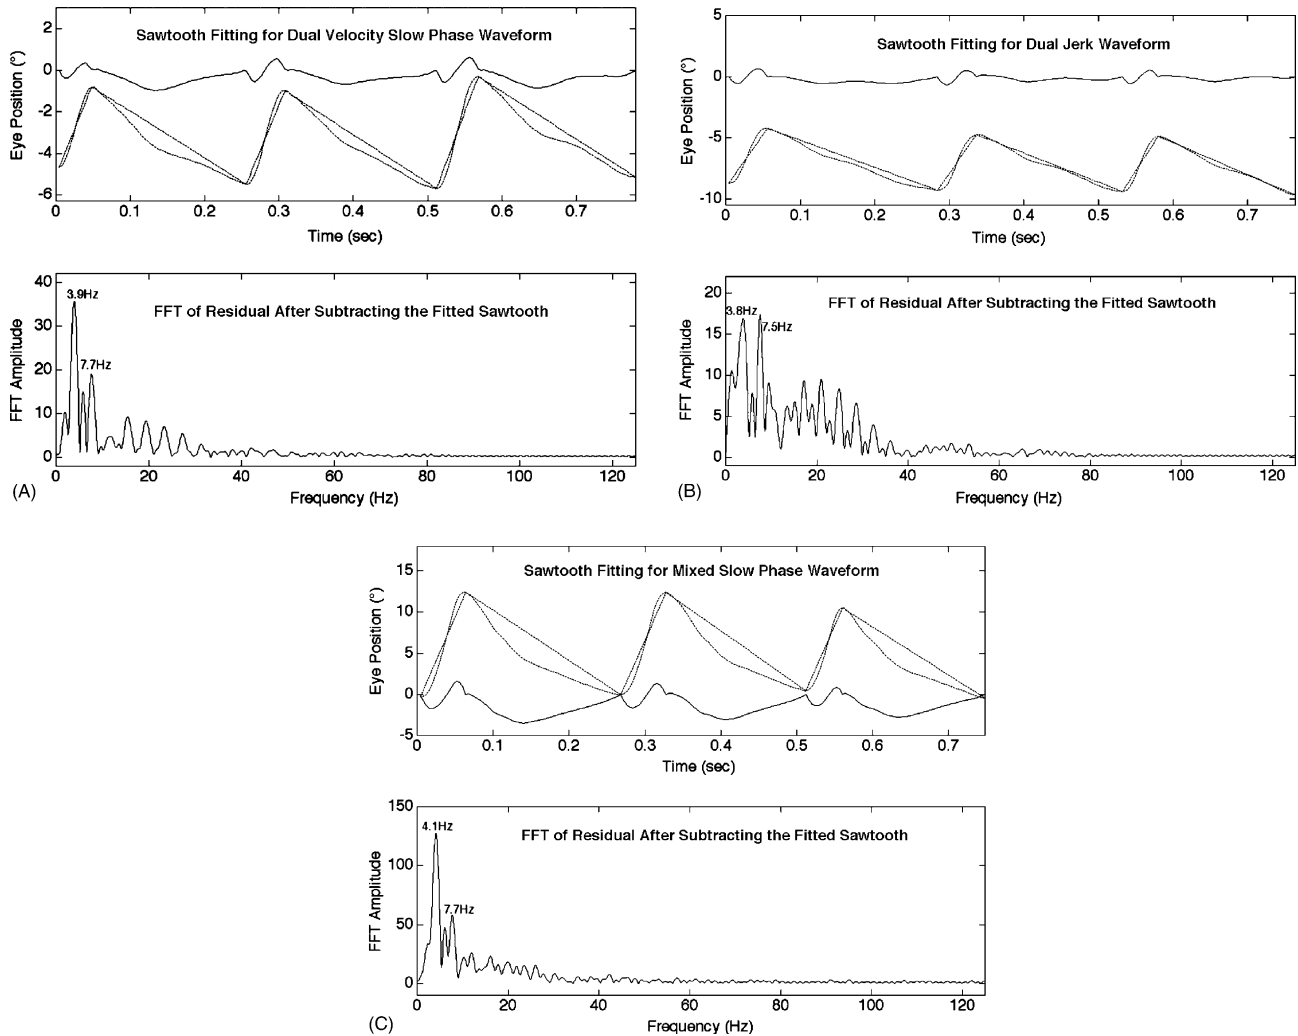 Sawtooth Fitting for Dual Velocity Slow Phase Waveform
Eye Position (°)
2
0
-2
-4
-6
0 0.1 0.2 0.3 0.4 0.5 0.6 0.7
Time (sec)
FFT of Residual After Subtracting the Fitted Sawtooth
3.9Hz
7.7Hz
FFT Amplitude
40
30
20
10
0
0 20 40 60 80 100 120
Frequency (Hz)
(A)
Sawtooth Fitting for Dual Jerk Waveform
Eye Position (°)
5
0
-5
-10
0 0.1 0.2 0.3 0.4 0.5 0.6 0.7
Time (sec)
FFT of Residual After Subtracting the Fitted Sawtooth
3.8Hz
7.5Hz
FFT Amplitude
20
15
10
5
0
0 20 40 60 80 100 120
Frequency (Hz)
(B)
Sawtooth Fitting for Mixed Slow Phase Waveform
Eye Position (°)
15
10
5
0
-5
0 0.1 0.2 0.3 0.4 0.5 0.6 0.7
Time (sec)
FFT of Residual After Subtracting the Fitted Sawtooth
4.1Hz
7.7Hz
FFT Amplitude
150
100
50
0
0 20 40 60 80 100 120
Frequency (Hz)
(C)